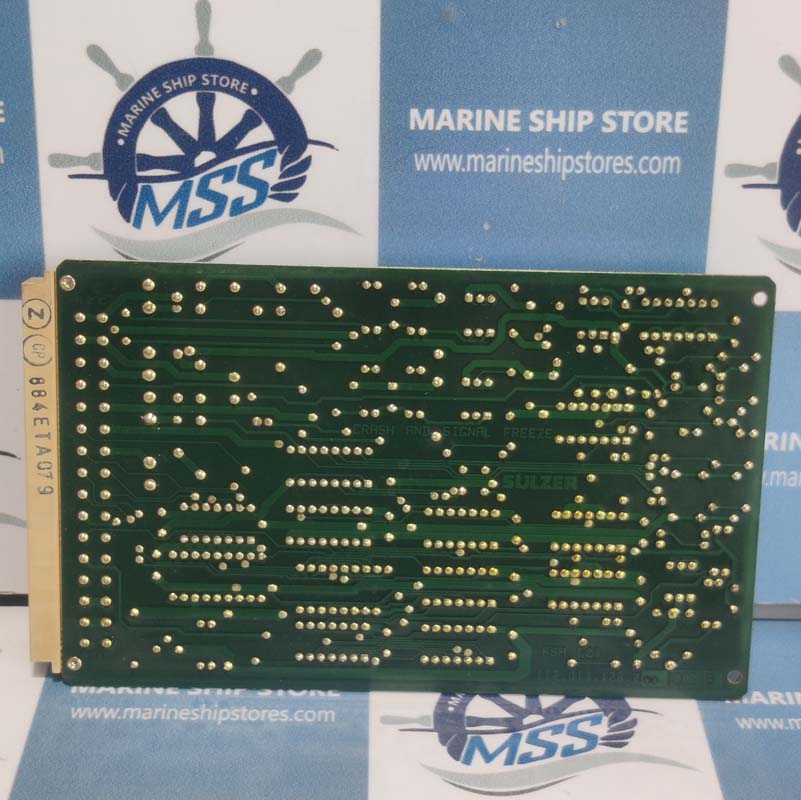 • MARINE SHIP STORE •
MSS
MARINE SHIP STORE
www.marineshipstores.com
Z
CP
884ETA079
CRASH AND SIGNAL FREEZE
SULZER
FSR
MARINE SHIP STORE
www.marineshipstores.com
MSS